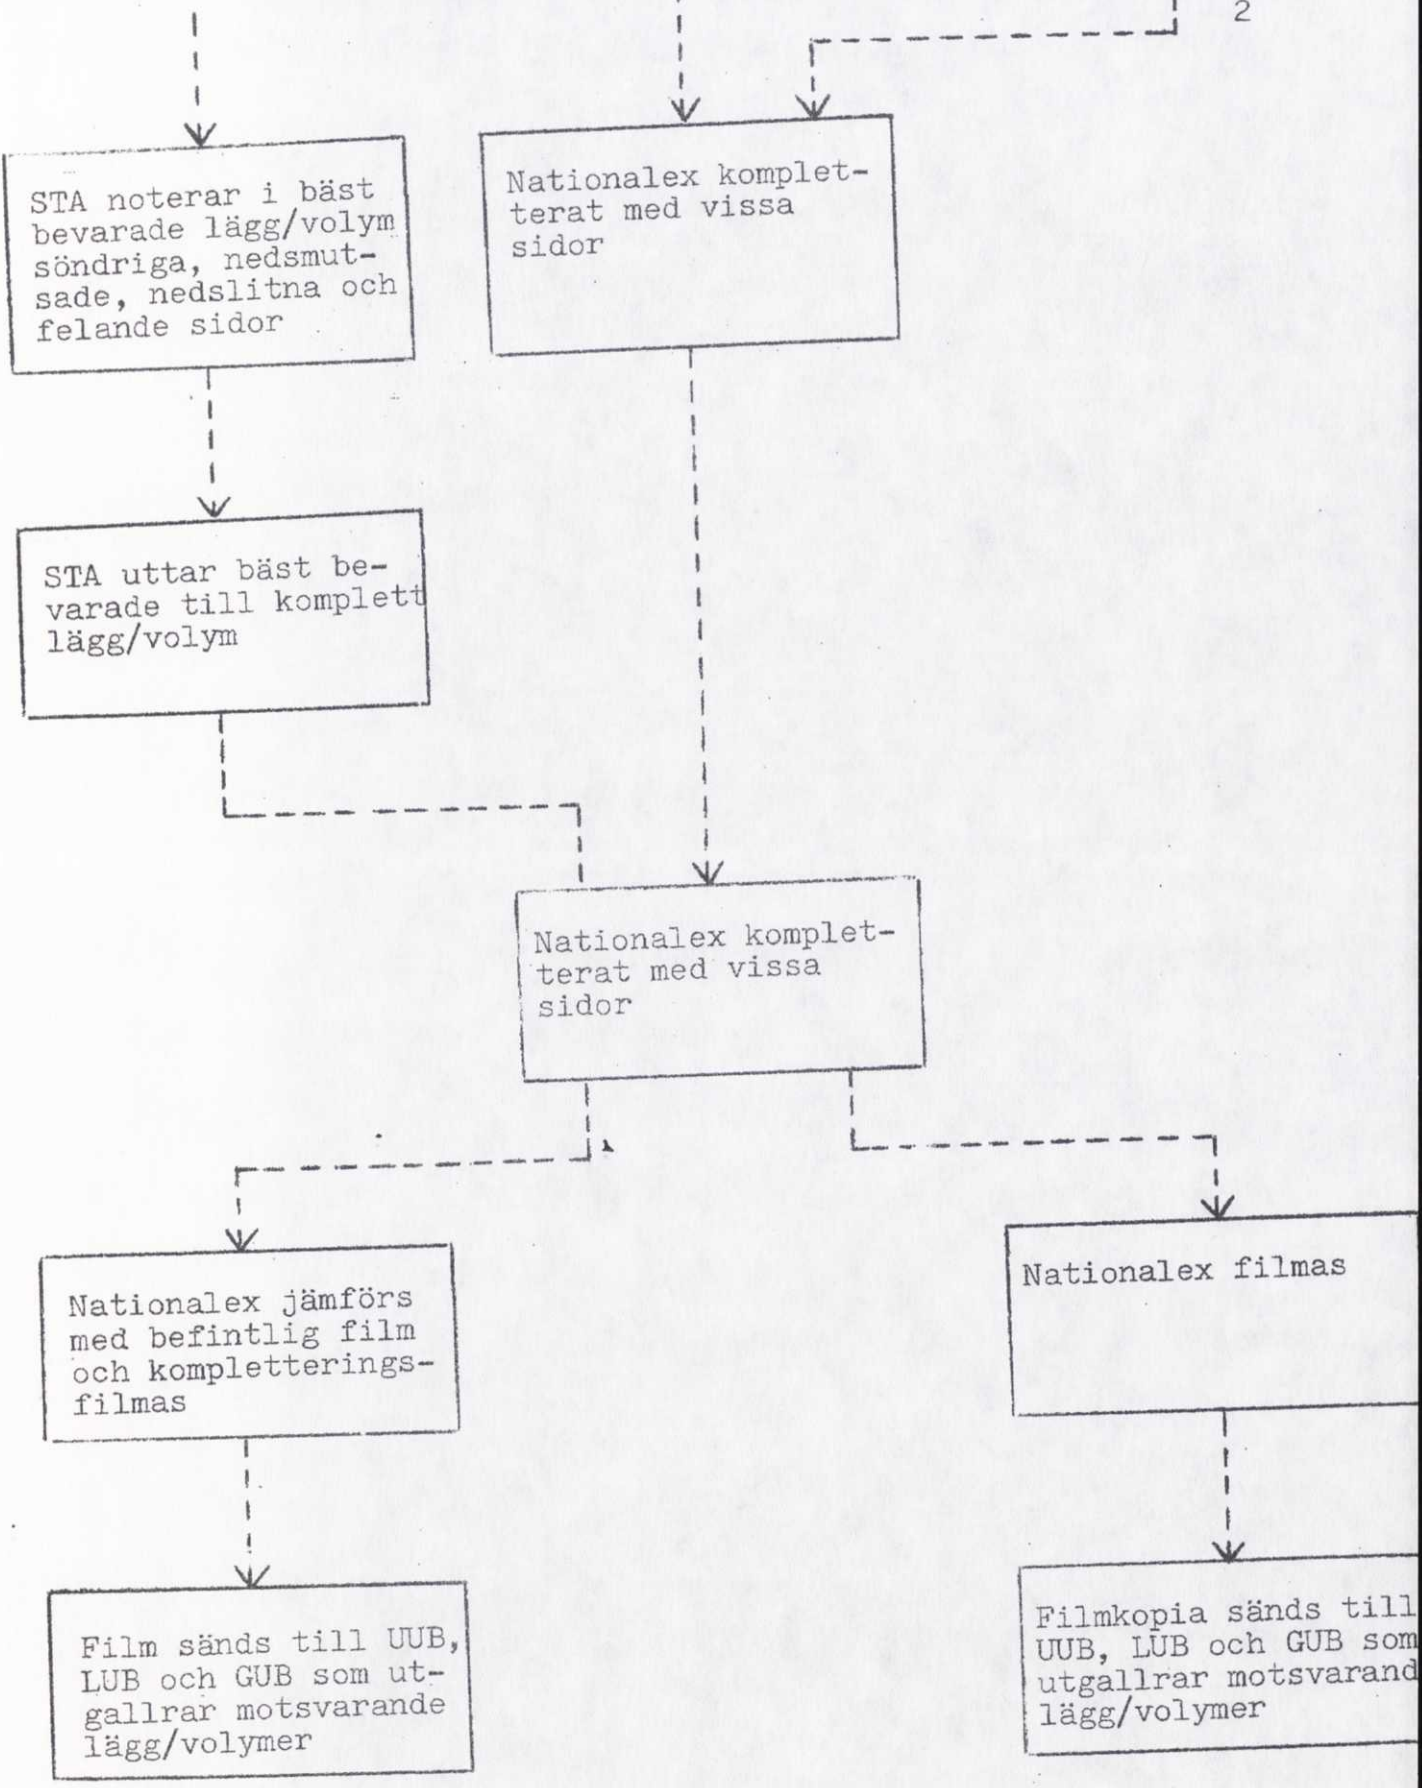 2
STA noterar i bäst
bevarade lägg/volym
söndriga, nedsmut-
sade, nedslitna och
felande sidor
Nationalex komplet-
terat med vissa
sidor
STA uttar bäst be-
varade till komplett
lägg/volym
Nationalex komplet-
terat med vissa
sidor
Nationalex jämförs
med befintlig film
och kompletterings-
filmas
Nationalex filmas
Film sänds till UUB,
LUB och GUB som ut-
gallrar motsvarande
lägg/volymer
Filmkopia sänds till
UUB, LUB och GUB som
utgallrar motsvarand
lägg/volymer